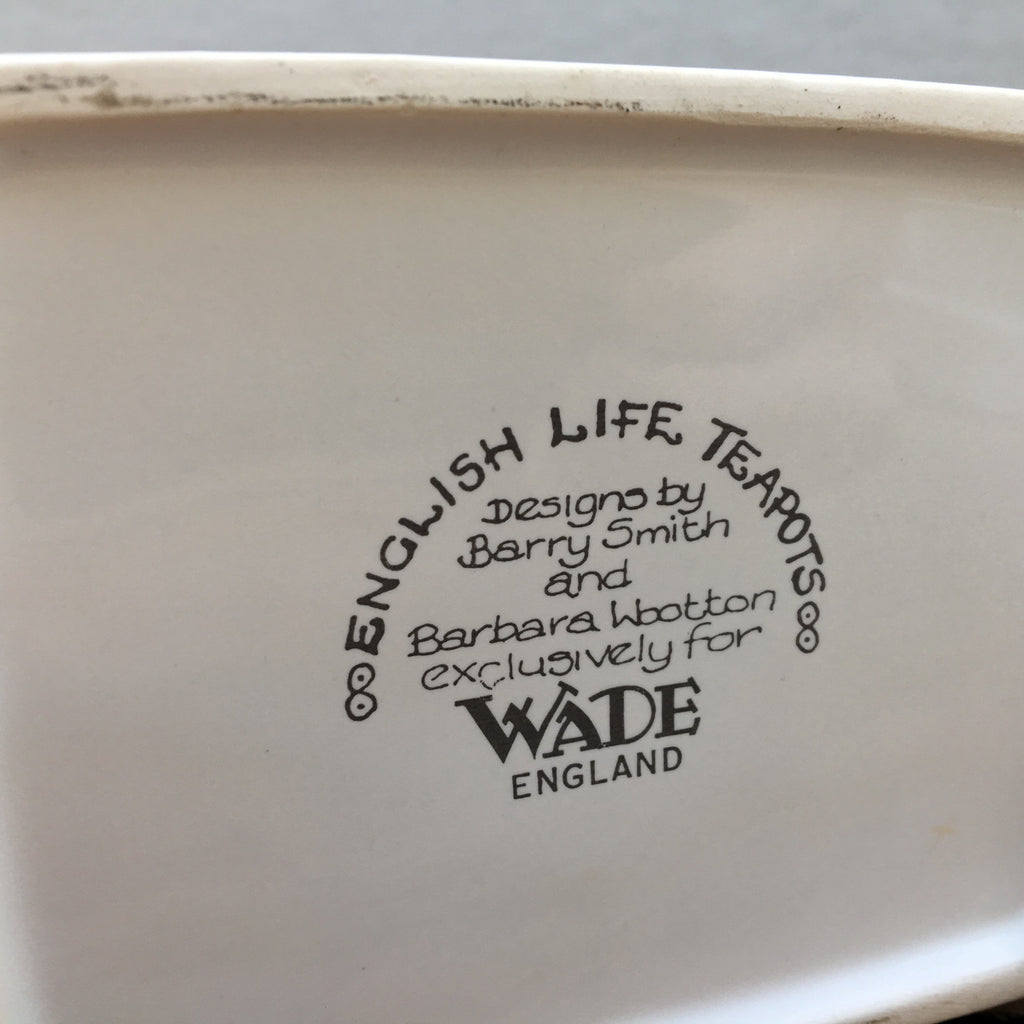 ENGLISH LIFE TEAPOTS
Designs by
Barry Smith
and
Barbara Wootton
exclusively for
WADE
ENGLAND